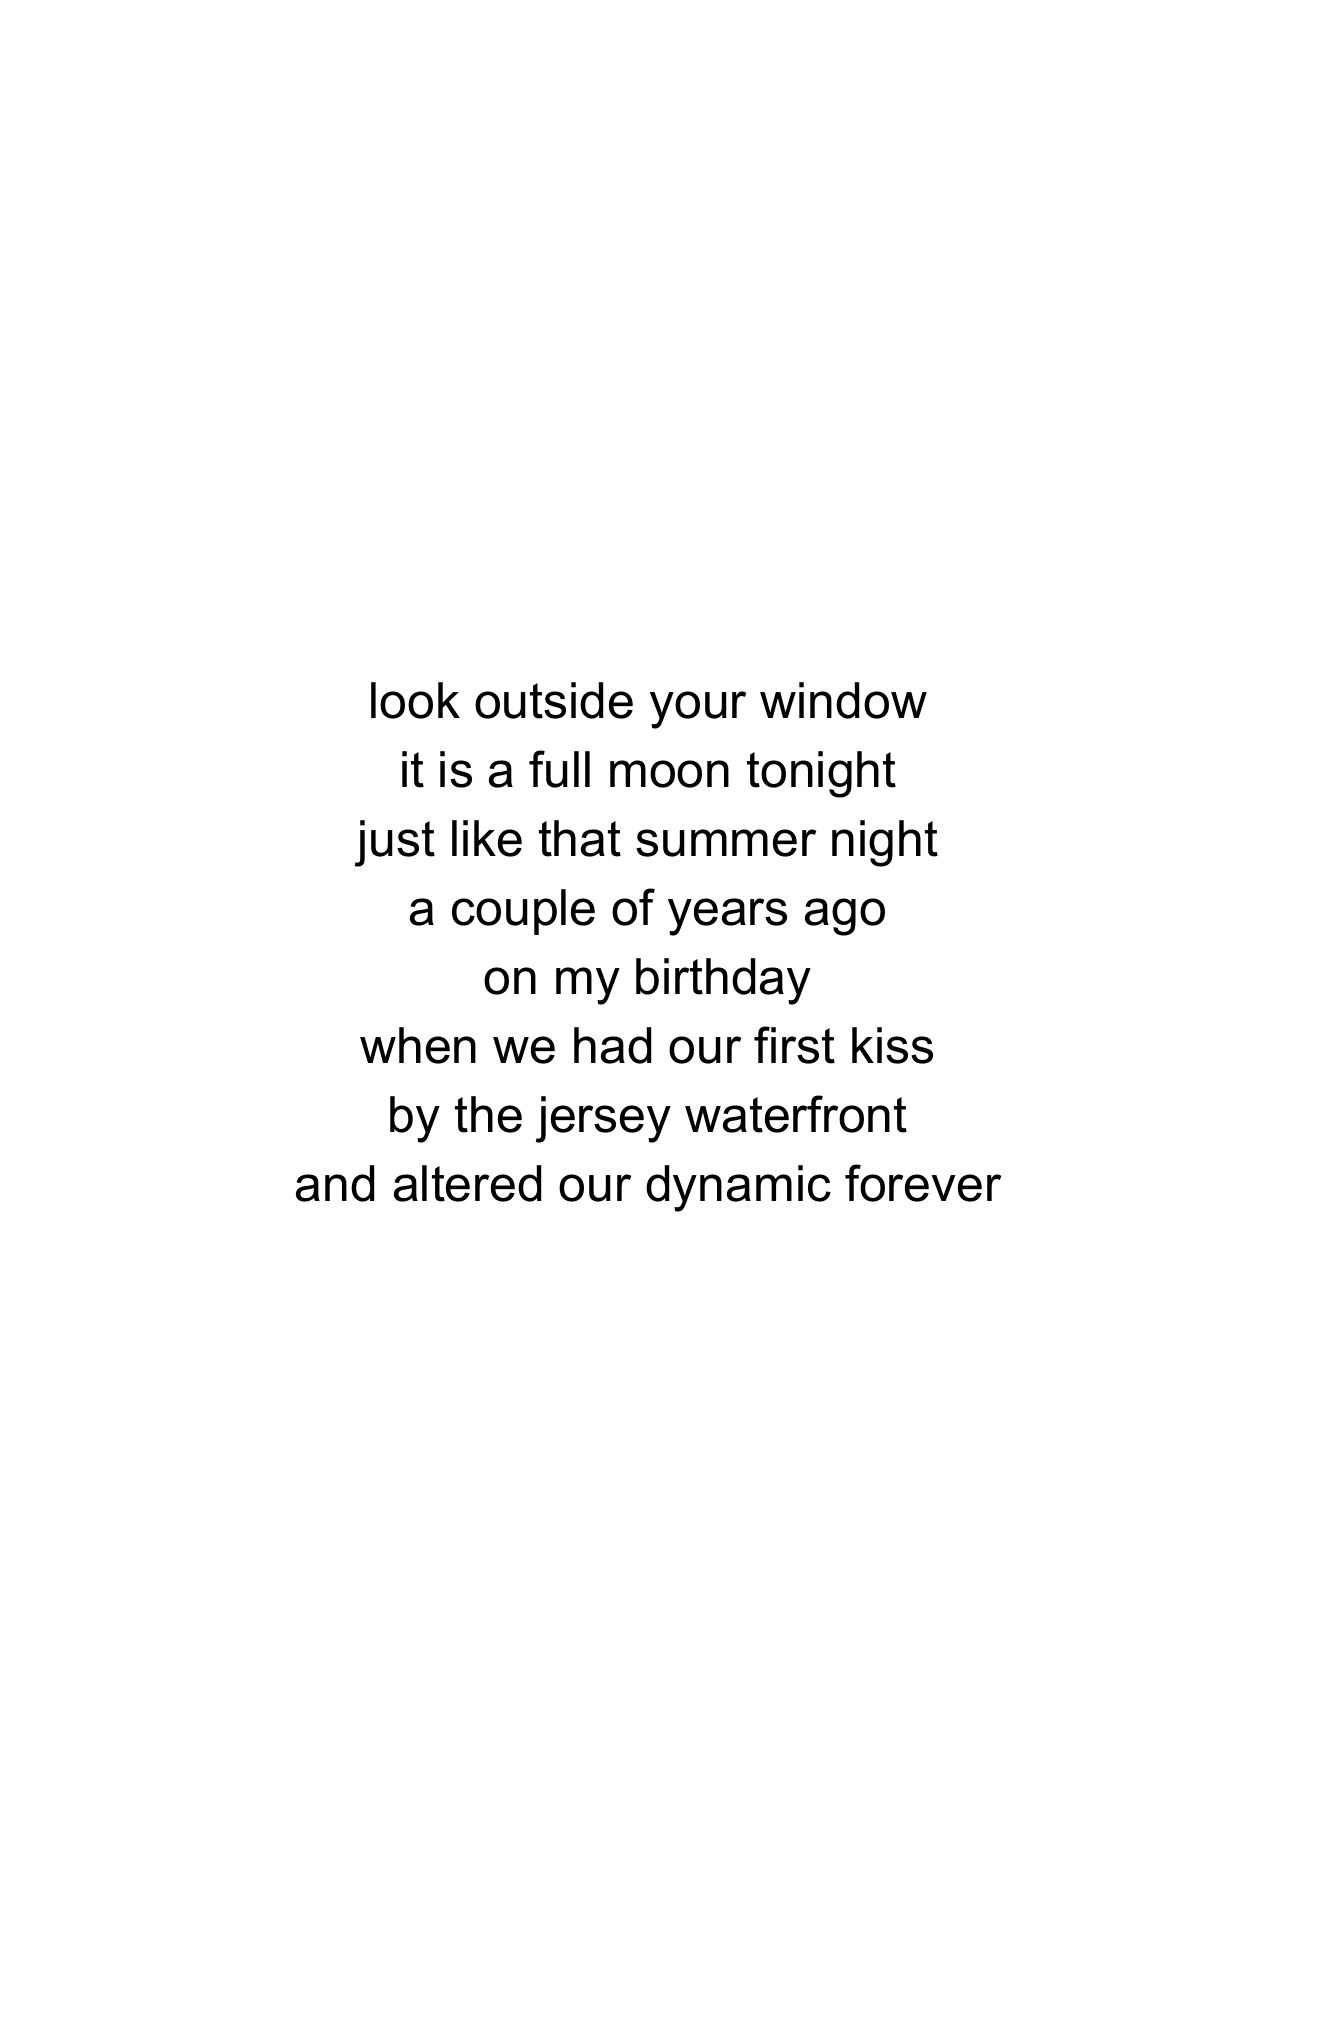 look outside your window
it is a full moon tonight
just like that summer night
a couple of years ago
on my birthday
when we had our first kiss
by the jersey waterfront
and altered our dynamic forever